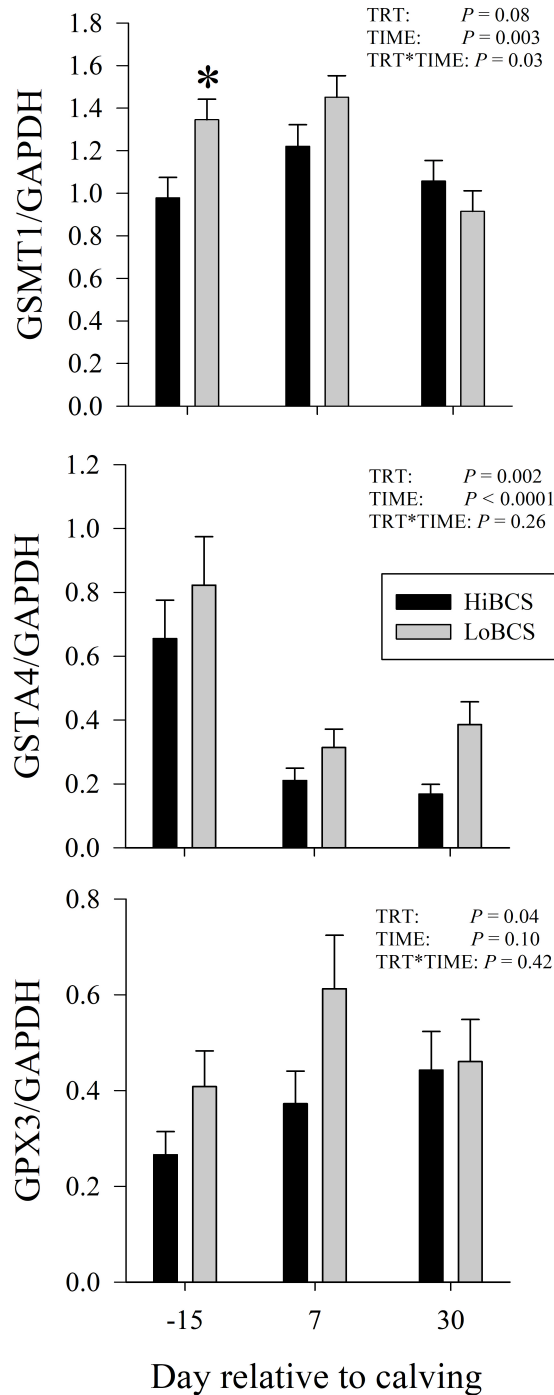 TRT: P = 0.08
TIME: P = 0.003
TRT*TIME: P = 0.03
*
1.8
1.6
1.4
1.2
1.0
0.8
0.6
0.4
0.2
0.0
GSMT1/GAPDH
TRT: P = 0.002
TIME: P < 0.0001
TRT*TIME: P = 0.26
1.2
1.0
0.8
0.6
0.4
0.2
0.0
GSTA4/GAPDH
HiBCS
LoBCS
TRT: P = 0.04
TIME: P = 0.10
TRT*TIME: P = 0.42
0.8
0.6
0.4
0.2
0.0
GPX3/GAPDH
-15 7 30
Day relative to calving